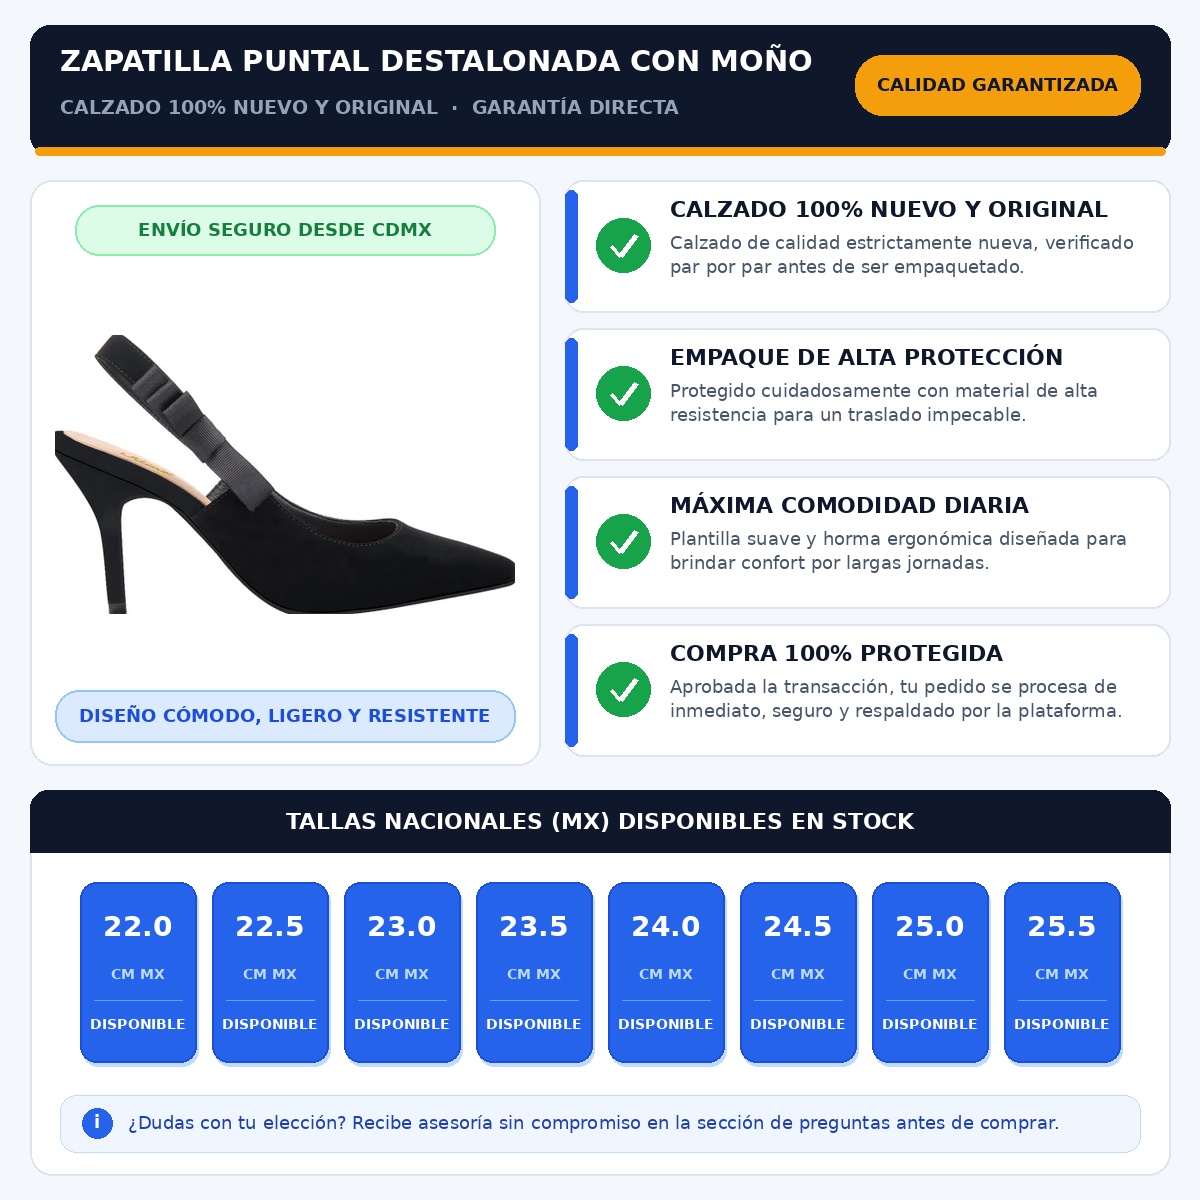 ZAPATILLA PUNTAL DESTALONADA CON MOÑO
CALZADO 100% NUEVO Y ORIGINAL · GARANTÍA DIRECTA
CALIDAD GARANTIZADA
ENVÍO SEGURO DESDE CDMX
DISEÑO CÓMODO, LIGERO Y RESISTENTE
CALZADO 100% NUEVO Y ORIGINAL
Calzado de calidad estrictamente nueva, verificado
par por par antes de ser empaquetado.
EMPAQUE DE ALTA PROTECCIÓN
Protegido cuidadosamente con material de alta
resistencia para un traslado impecable.
MÁXIMA COMODIDAD DIARIA
Plantilla suave y horma ergonómica diseñada para
brindar confort por largas jornadas.
COMPRA 100% PROTEGIDA
Aprobada la transacción, tu pedido se procesa de
inmediato, seguro y respaldado por la plataforma.
TALLAS NACIONALES (MX) DISPONIBLES EN STOCK
22.0 22.5 23.0 23.5 24.0 24.5 25.0 25.5
CM MX CM MX CM MX CM MX CM MX CM MX CM MX CM MX
DISPONIBLE DISPONIBLE DISPONIBLE DISPONIBLE DISPONIBLE DISPONIBLE DISPONIBLE DISPONIBLE
i ¿Dudas con tu elección? Recibe asesoría sin compromiso en la sección de preguntas antes de comprar.